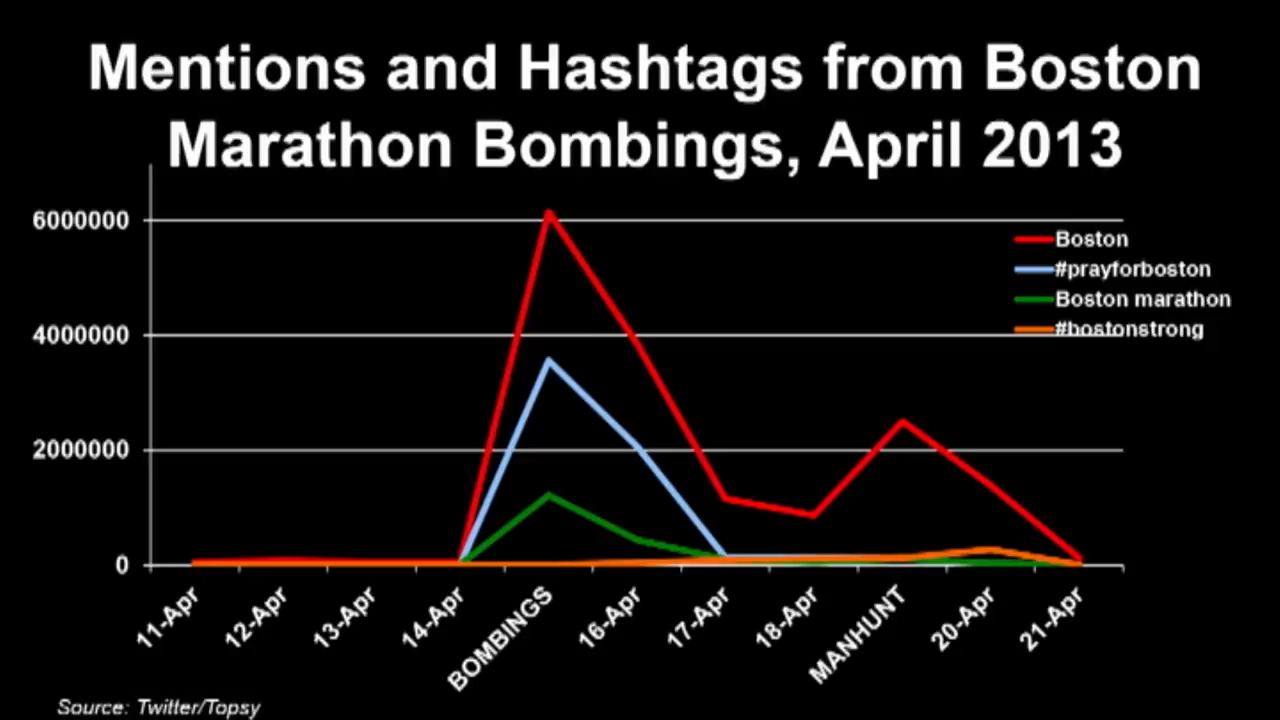 Mentions and Hashtags from Boston
Marathon Bombings, April 2013
6000000
4000000
2000000
0
Boston
#prayforboston
Boston marathon
#bostonstrong
11-Apr
12-Apr
13-Apr
14-Apr
BOMBINGS
16-Apr
17-Apr
18-Apr
MANHUNT
20-Apr
21-Apr
Source: Twitter/Topsy